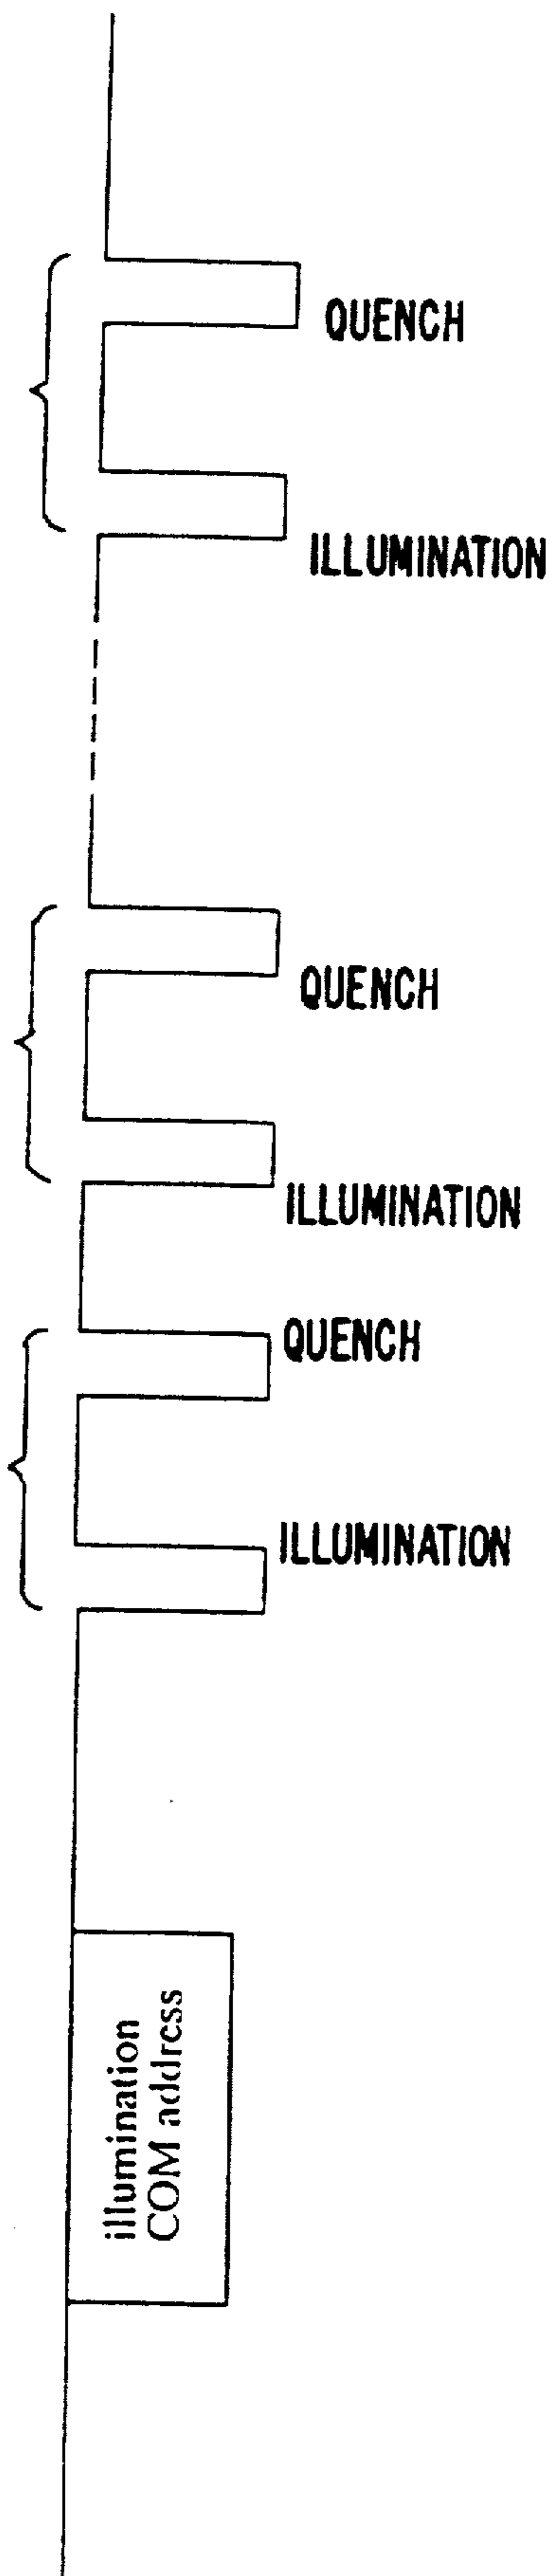 QUENCH
ILLUMINATION
QUENCH
ILLUMINATION
QUENCH
ILLUMINATION
illumination
COM address